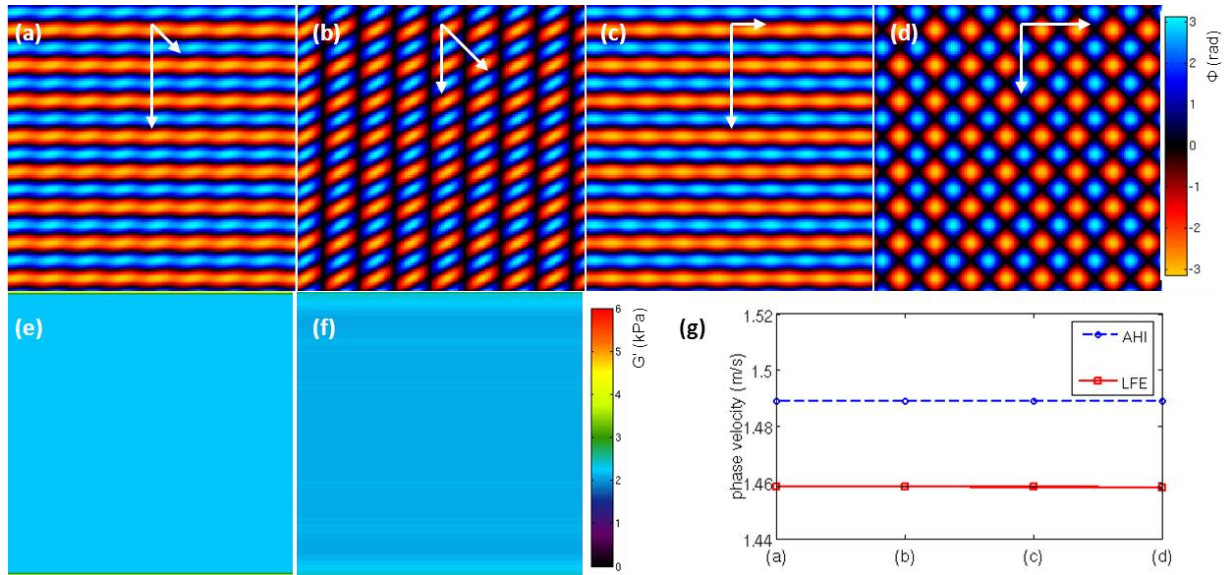 (a)
(b)
(c)
(d)
3
2
1
0
-1
-2
-3
Φ (rad)
(e)
(f)
6
5
4
3
2
1
0
G' (kPa)
(g)
1.52
1.5
1.48
1.46
1.44
phase velocity (m/s)
AHI
LFE
(a)
(b)
(c)
(d)